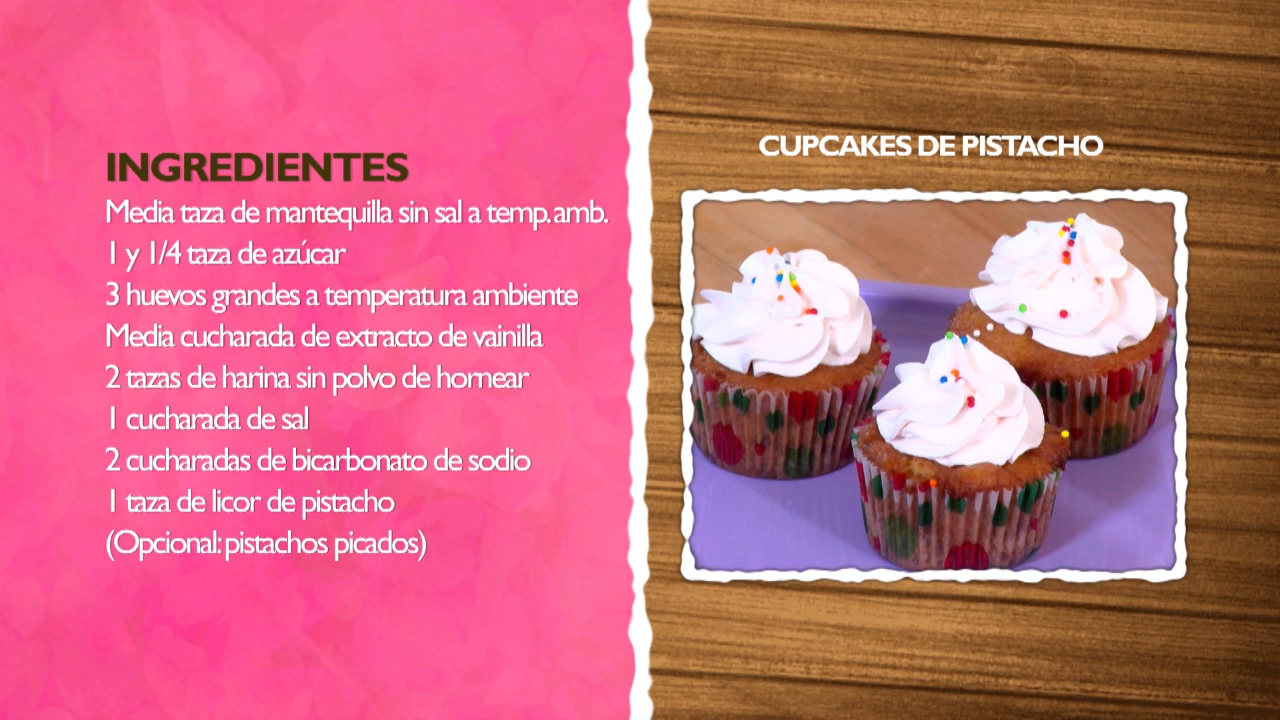 INGREDIENTES
Media taza de mantequilla sin sal a temp. amb.
1 y 1/4 taza de azúcar
3 huevos grandes a temperatura ambiente
Media cucharada de extracto de vainilla
2 tazas de harina sin polvo de hornear
1 cucharada de sal
2 cucharadas de bicarbonato de sodio
1 taza de licor de pistacho
(Opcional: pistachos picados)
CUPCAKES DE PISTACHO